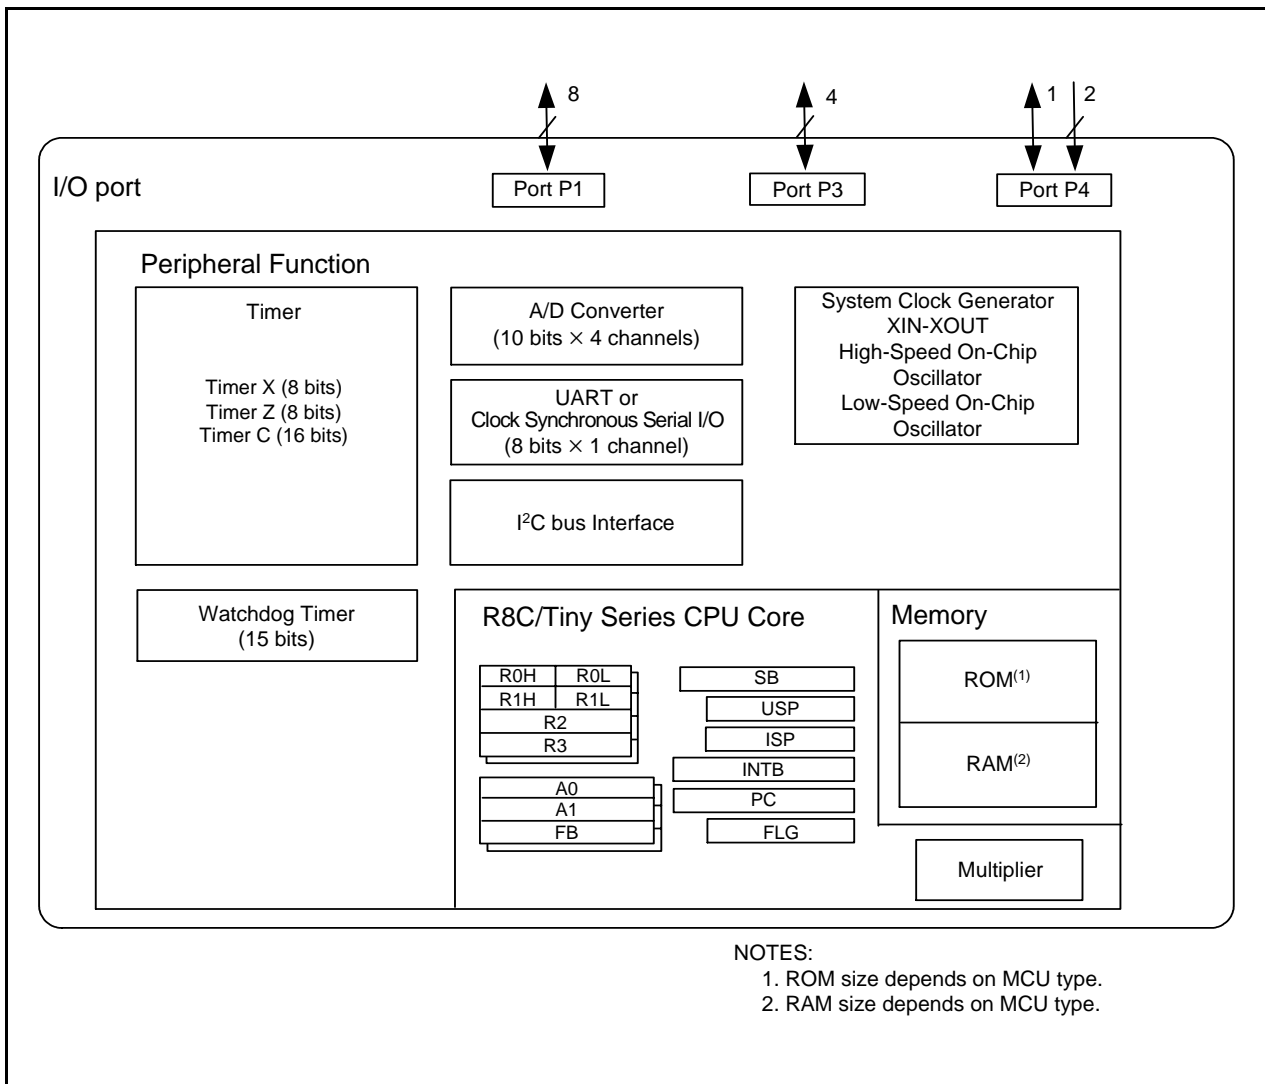 8
4
1
2
I/O port
Port P1
Port P3
Port P4
Peripheral Function
Timer
Timer X (8 bits)
Timer Z (8 bits)
Timer C (16 bits)
A/D Converter
(10 bits × 4 channels)
UART or
Clock Synchronous Serial I/O
(8 bits × 1 channel)
I²C bus Interface
System Clock Generator
XIN-XOUT
High-Speed On-Chip
Oscillator
Low-Speed On-Chip
Oscillator
Watchdog Timer
(15 bits)
R8C/Tiny Series CPU Core
R0H R0L
R1H R1L
R2
R3
A0
A1
FB
SB
USP
ISP
INTB
PC
FLG
Memory
ROM(1)
RAM(2)
Multiplier
NOTES:
1. ROM size depends on MCU type.
2. RAM size depends on MCU type.